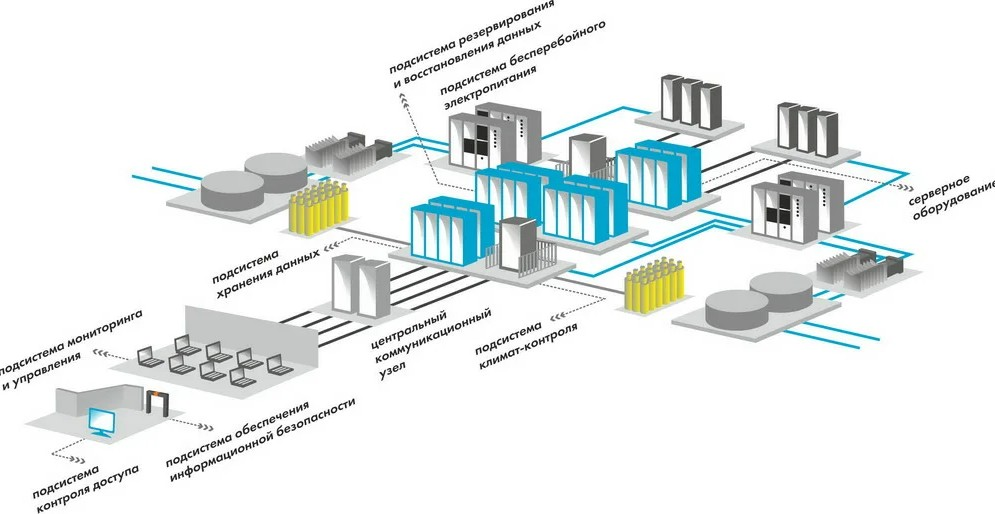 подсистема резервирования
и восстановления данных
подсистема бесперебойного
электропитания
серверное
оборудование
подсистема
хранения данных
центральный
коммуникационный
узел
подсистема
климат-контроля
подсистема мониторинга
и управления
подсистема обеспечения
информационной безопасности
подсистема
контроля доступа